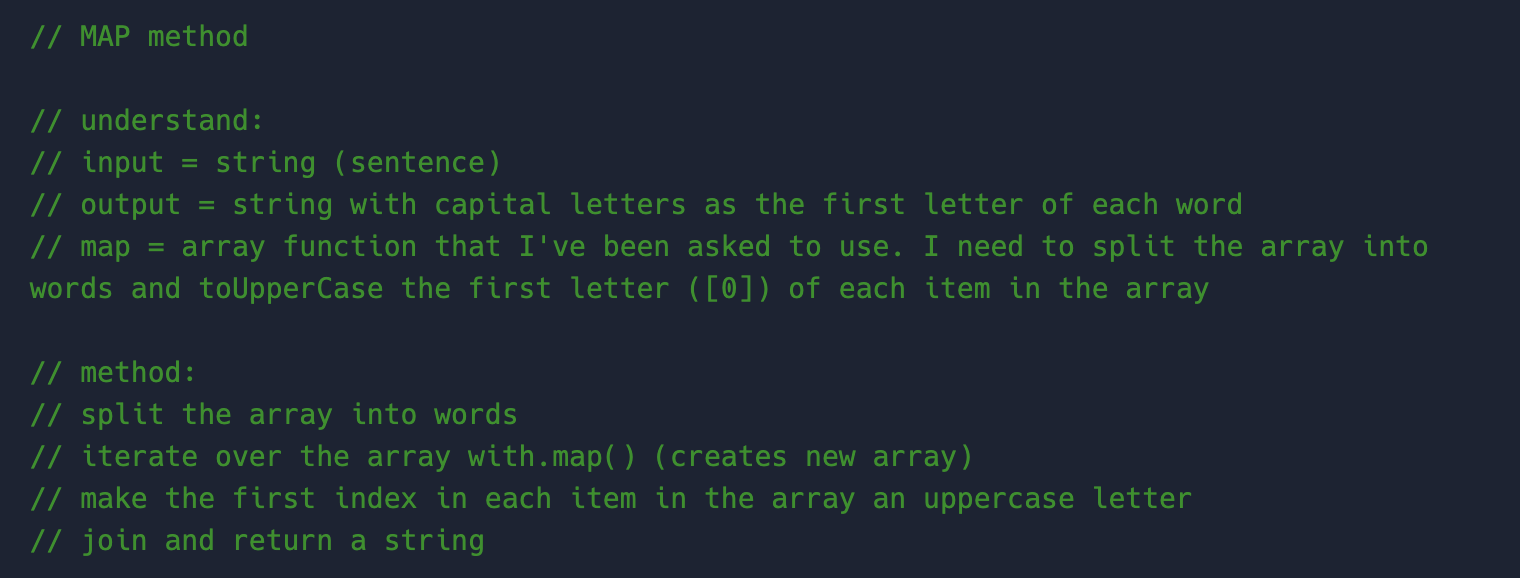 // MAP method
// understand:
// input = string (sentence)
// output = string with capital letters as the first letter of each word
// map = array function that I've been asked to use. I need to split the array into
words and toUpperCase the first letter ([0]) of each item in the array
// method:
// split the array into words
// iterate over the array with.map() (creates new array)
// make the first index in each item in the array an uppercase letter
// join and return a string